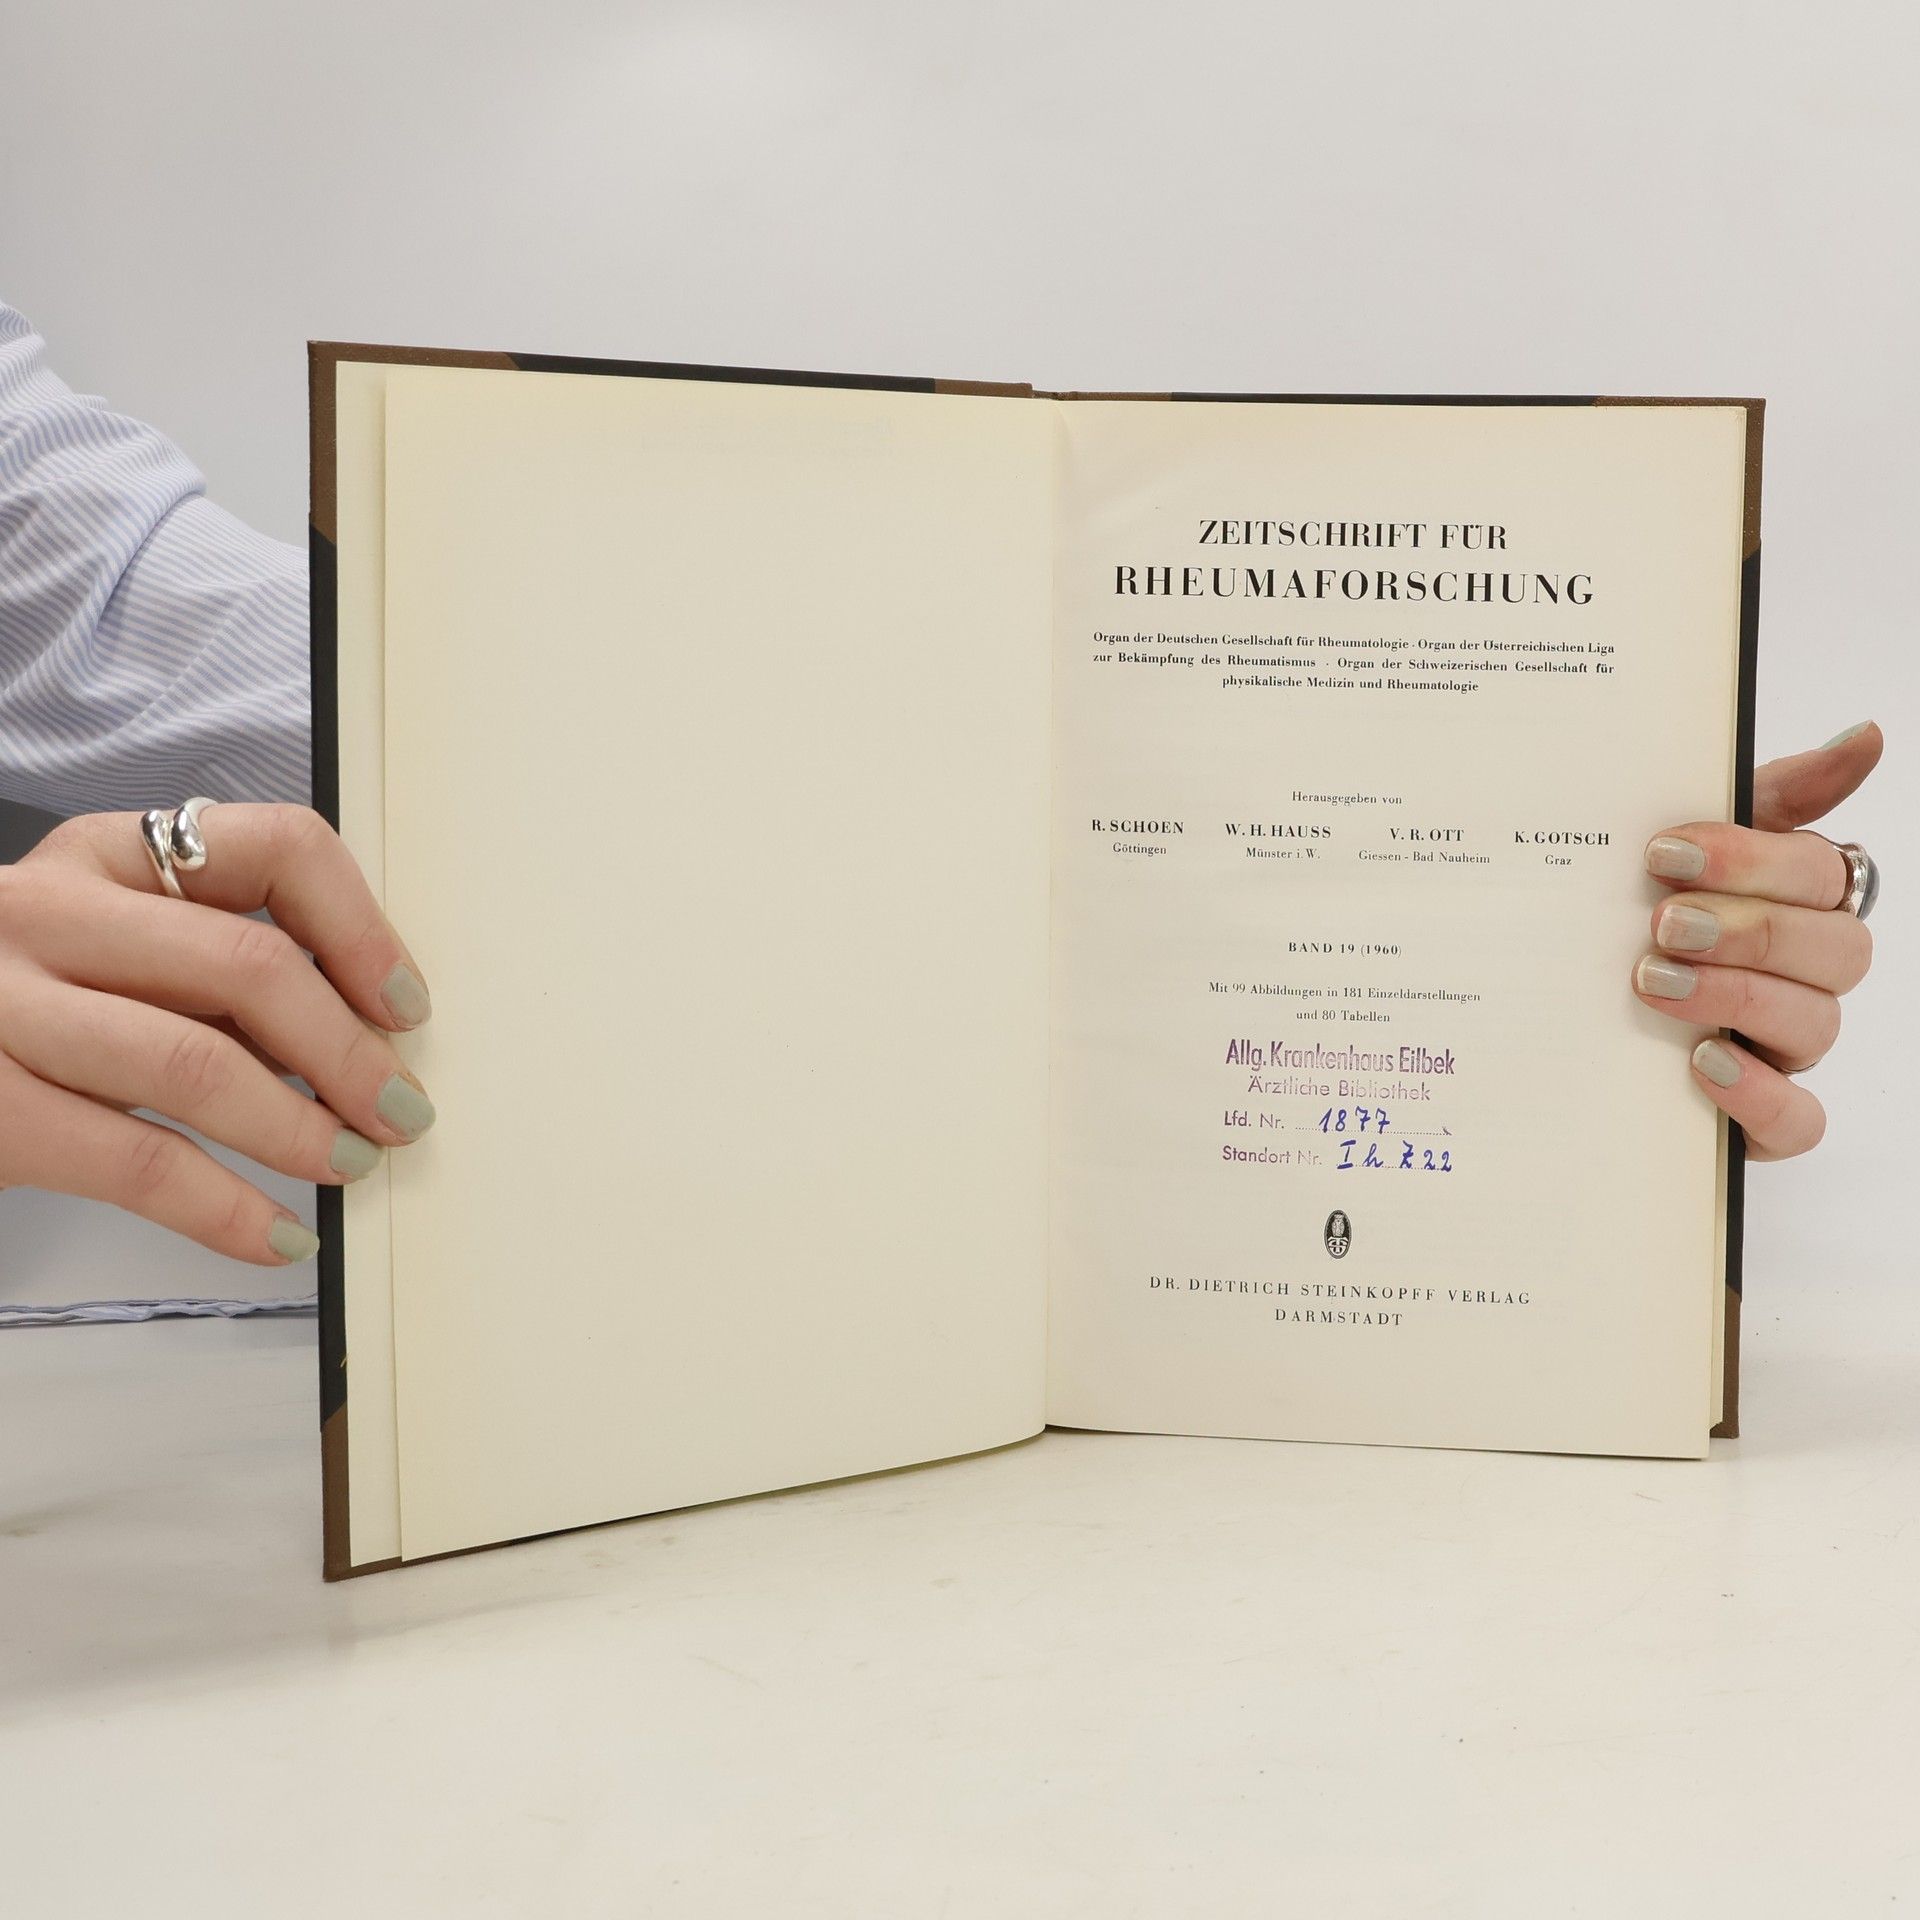 ZEITSCHRIFT FÜR
RHEUMAFORSCHUNG
Organ der Deutschen Gesellschaft für Rheumatologie · Organ der Österreichischen Liga
zur Bekämpfung des Rheumatismus · Organ der Schweizerischen Gesellschaft für
physikalische Medizin und Rheumatologie
Herausgegeben von
R. SCHOEN W. H. HAUSS V. R. OTT K. GOTSCH
Göttingen Münster i. W. Giessen - Bad Nauheim Graz
BAND 19 (1960)
Mit 99 Abbildungen in 181 Einzeldarstellungen
und 80 Tabellen
Allg. Krankenhaus Eilbek
Ärztliche Bibliothek
Lfd. Nr. 1877
Standort Nr. I h Z 22
DR. DIETRICH STEINKOPFF VERLAG
DARMSTADT